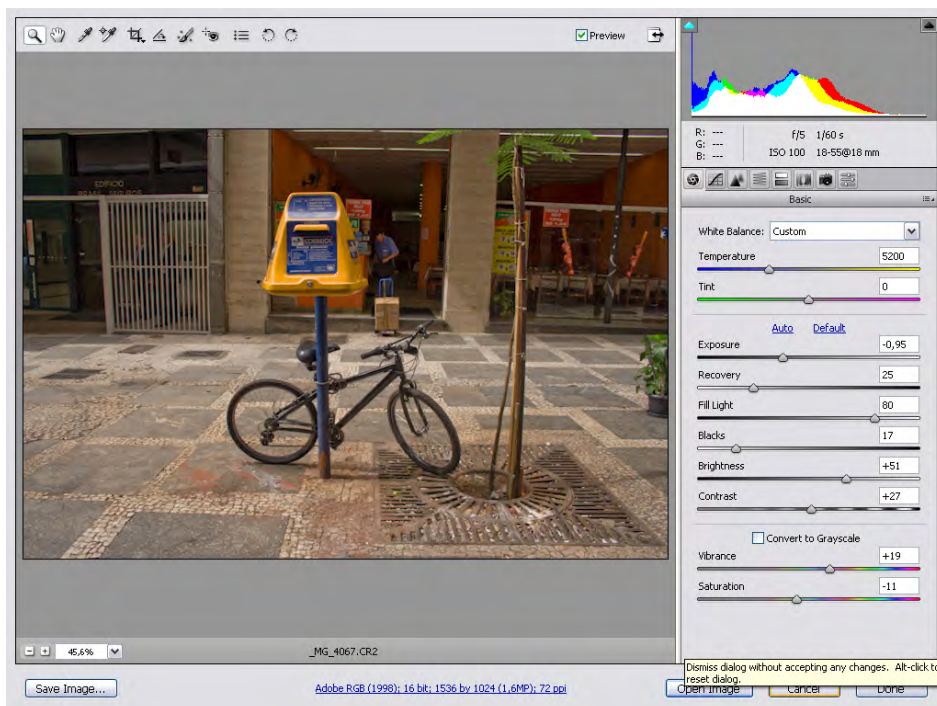 Preview
R: ---
G: ---
B: ---
f/5 1/60 s
ISO 100 18-55@18 mm
Basic
White Balance: Custom
Temperature 5200
Tint 0
Auto Default
Exposure -0,95
Recovery 25
Fill Light 80
Blacks 17
Brightness +51
Contrast +27
Convert to Grayscale
Vibrance +19
Saturation -11
EDIFICIO
CORREIOS
45,6%
_MG_4067.CR2
Dismiss dialog without accepting any changes. Alt-click to
reset dialog.
Save Image...
Adobe RGB (1998); 16 bit; 1536 by 1024 (1,6MP); 72 ppi
Open Image Cancel Done